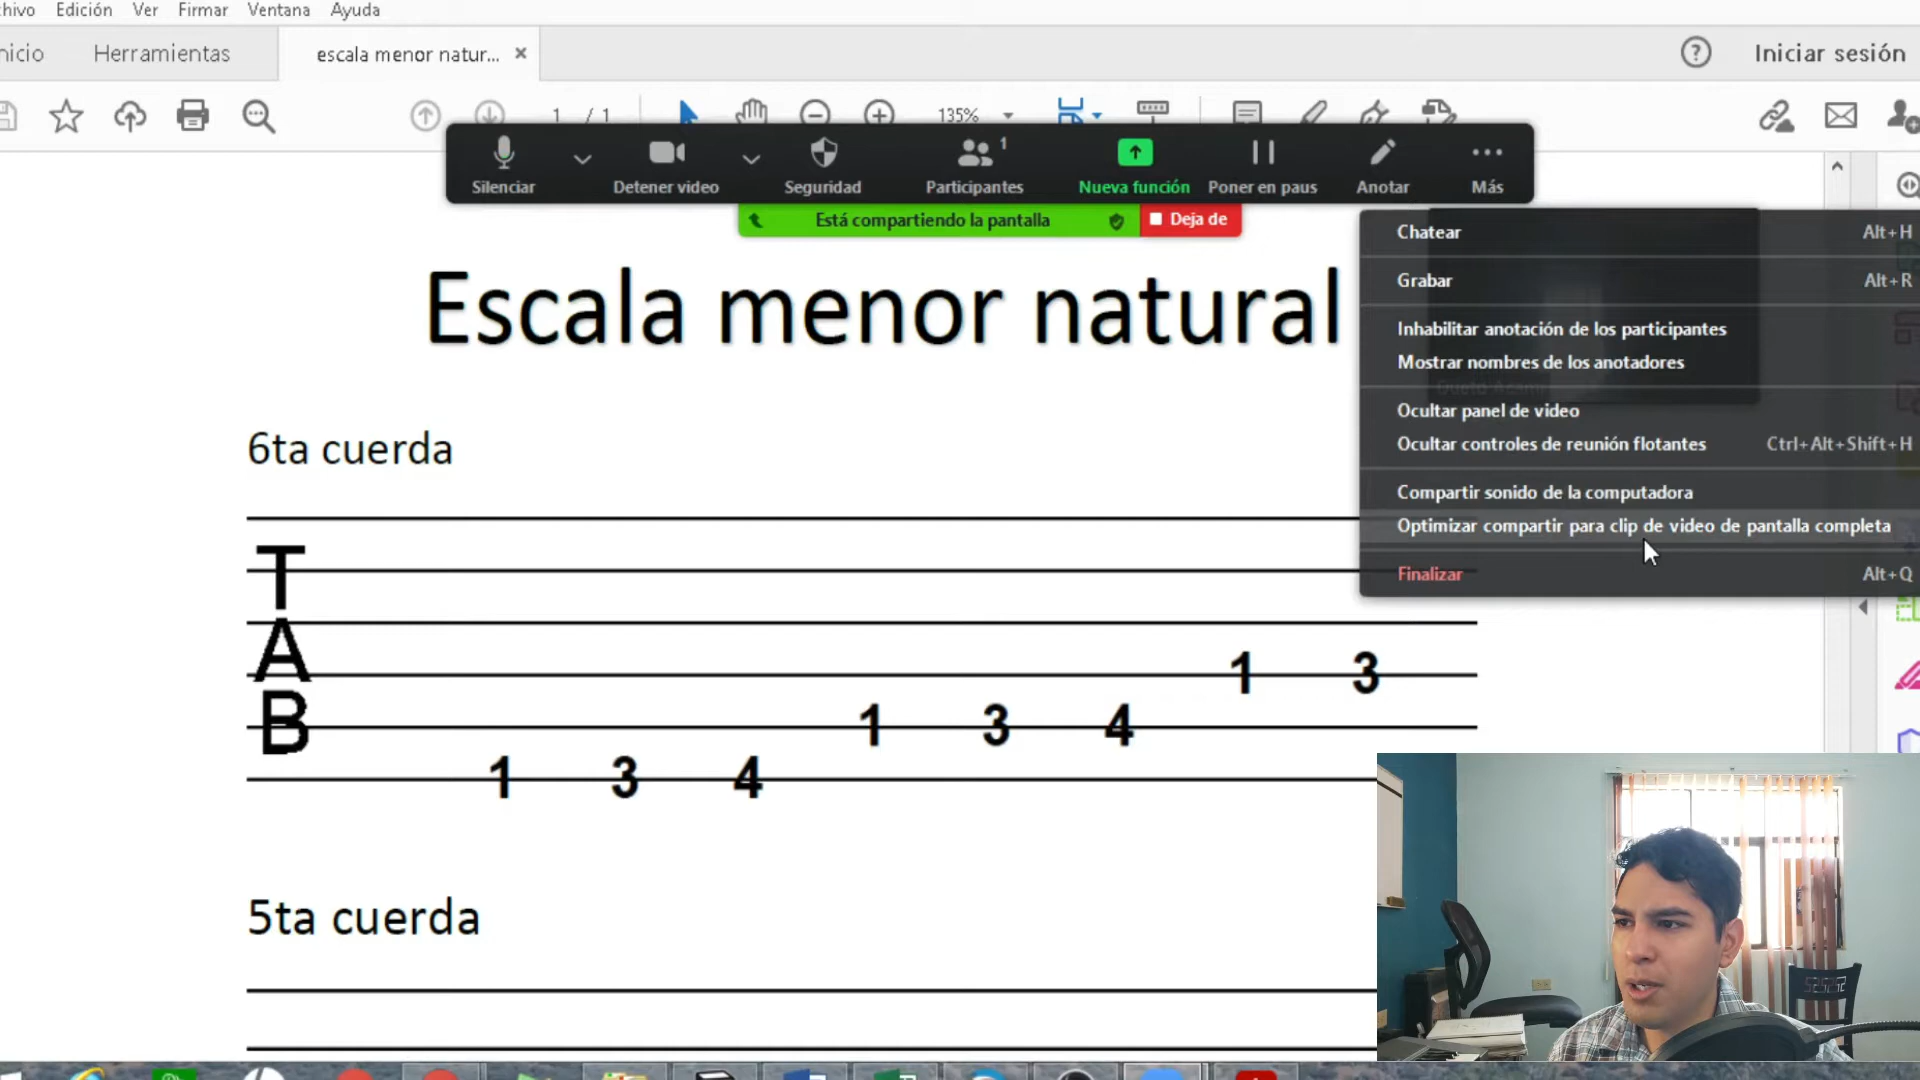 Edición Ver Firmar Ventana Ayuda
Herramientas
escala menor natur... ×
? Iniciar sesión
1 / 1
135%
Silenciar
Detener video
Seguridad
Participantes
1
Nueva función
Poner en paus
Anotar
Más
Está compartiendo la pantalla
Deja de
Chatear Alt+H
Grabar Alt+R
Inhabilitar anotación de los participantes
Mostrar nombres de los anotadores
Ocultar panel de video
Ocultar controles de reunión flotantes Ctrl+Alt+Shift+H
Compartir sonido de la computadora
Optimizar compartir para clip de video de pantalla completa
Finalizar Alt+Q
Escala menor natural
6ta cuerda
T
A
B
1 3
1 3 4
1 3 4
5ta cuerda